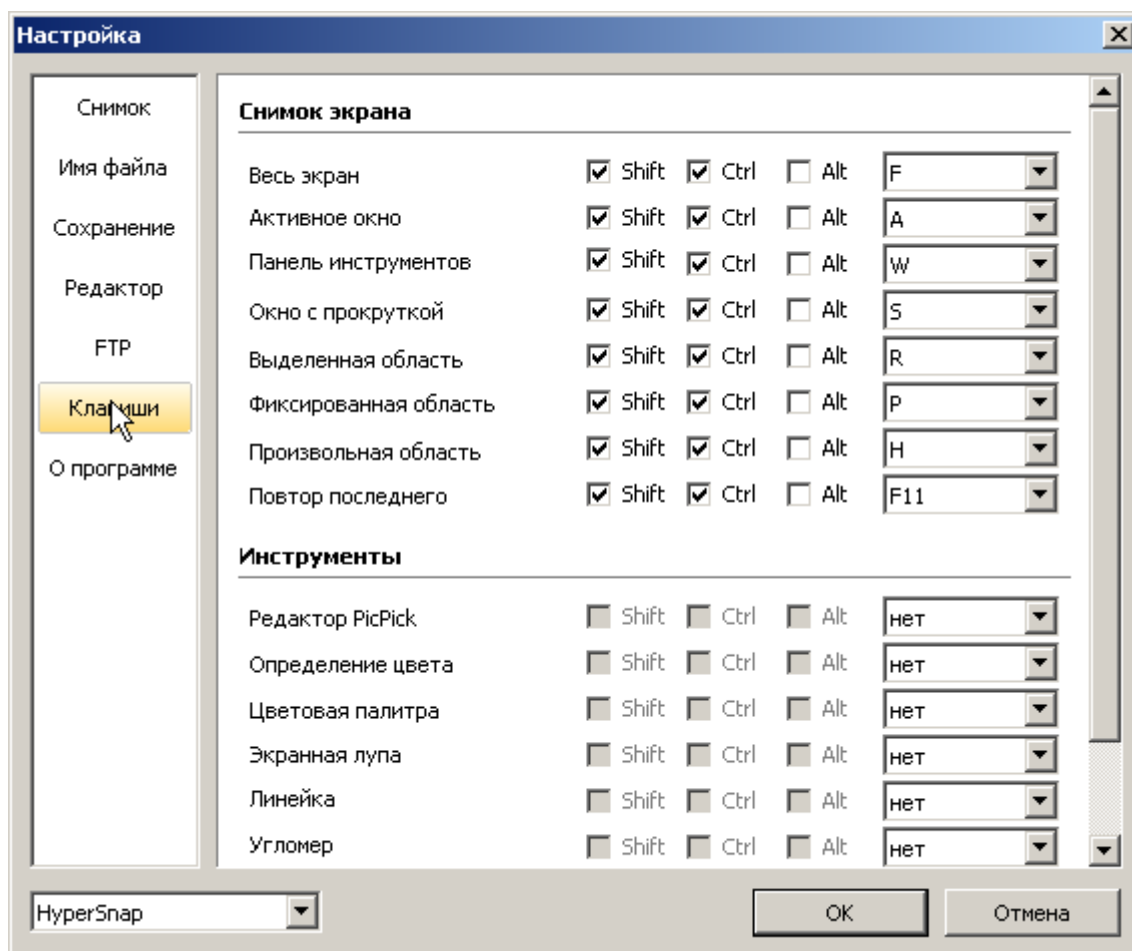 Настройка
Снимок
Имя файла
Сохранение
Редактор
FTP
Клавиши
О программе
Снимок экрана
Весь экран Shift Ctrl Alt F
Активное окно Shift Ctrl Alt A
Панель инструментов Shift Ctrl Alt W
Окно с прокруткой Shift Ctrl Alt S
Выделенная область Shift Ctrl Alt R
Фиксированная область Shift Ctrl Alt P
Произвольная область Shift Ctrl Alt H
Повтор последнего Shift Ctrl Alt F11
Инструменты
Редактор PicPick Shift Ctrl Alt нет
Определение цвета Shift Ctrl Alt нет
Цветовая палитра Shift Ctrl Alt нет
Экранная лупа Shift Ctrl Alt нет
Линейка Shift Ctrl Alt нет
Угломер Shift Ctrl Alt нет
HyperSnap
OK
Отмена